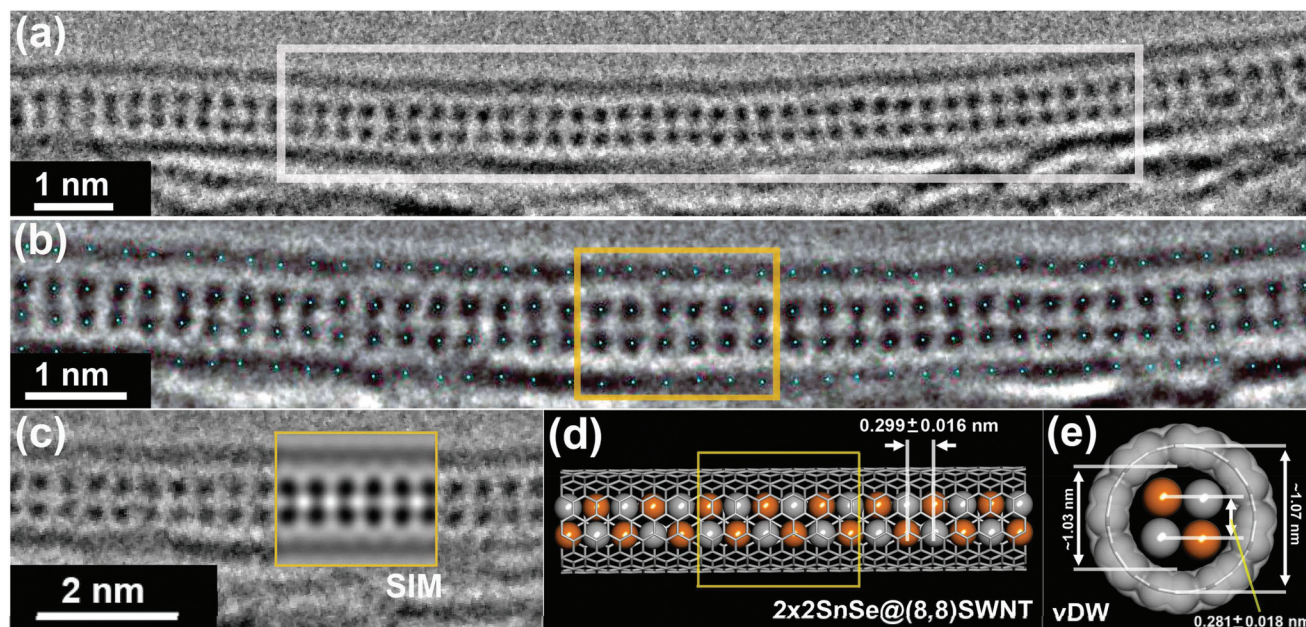 (a)
1 nm
(b)
1 nm
(c)
2 nm
SIM
(d)
0.299±0.016 nm
2x2SnSe@(8,8)SWNT
(e)
~1.03 nm
~1.07 nm
vDW
0.281±0.018 nm